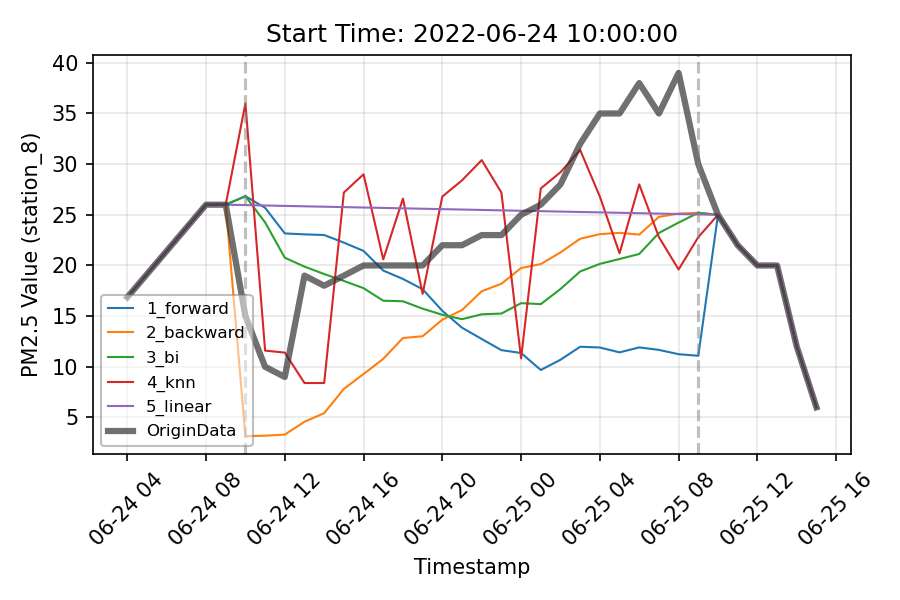 Start Time: 2022-06-24 10:00:00
PM2.5 Value (station_8)
40
35
30
25
20
15
10
5
1_forward
2_backward
3_bi
4_knn
5_linear
OriginData
06-24 04
06-24 08
06-24 12
06-24 16
06-24 20
06-25 00
06-25 04
06-25 08
06-25 12
06-25 16
Timestamp